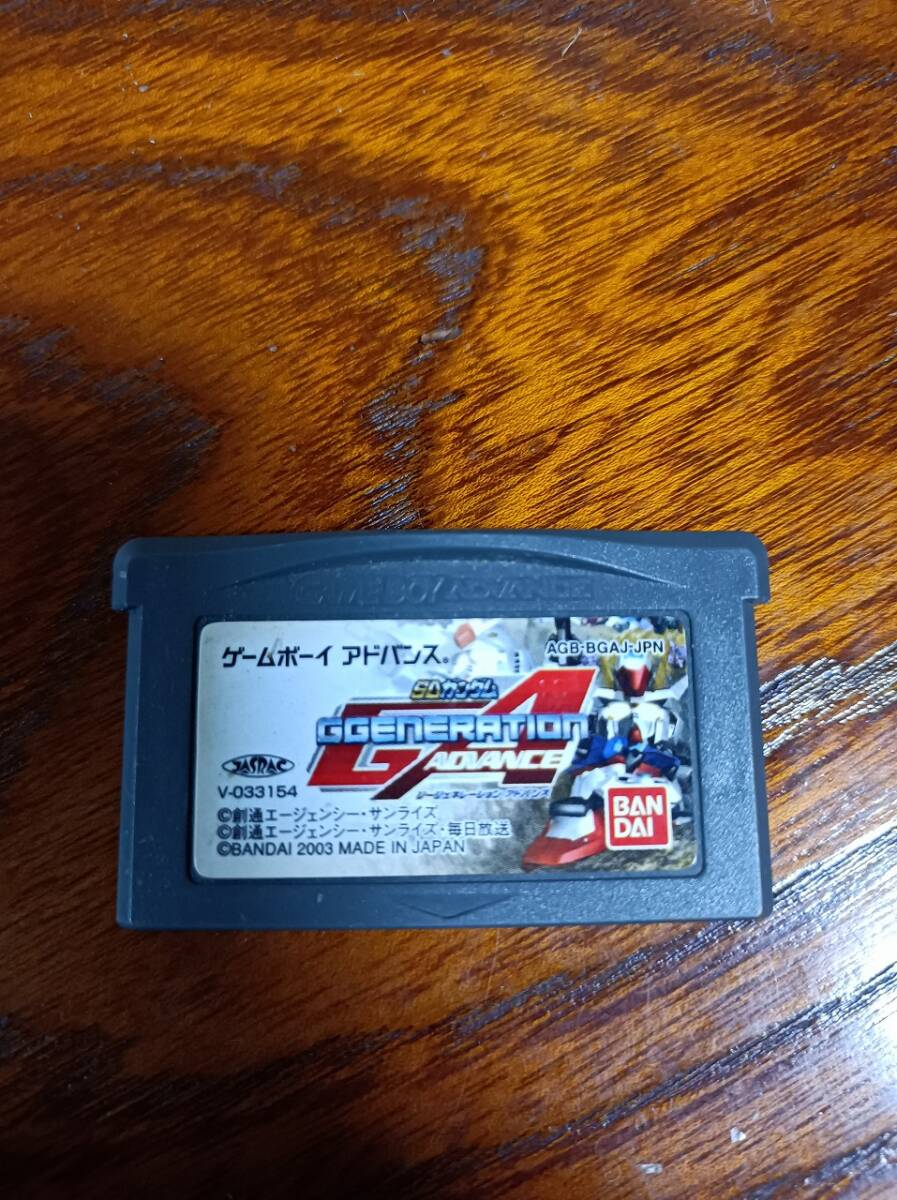 GAME BOY ADVANCE
ゲームボーイ アドバンス®
AGB-BGAJ-JPN
SDガンダム
GGENERATION
ADVANCE
ジージェネレーション アドバンス
JASRAC
V-033154
©創通エージェンシー・サンライズ
©創通エージェンシー・サンライズ・毎日放送
©BANDAI 2003 MADE IN JAPAN
BAN
DAI